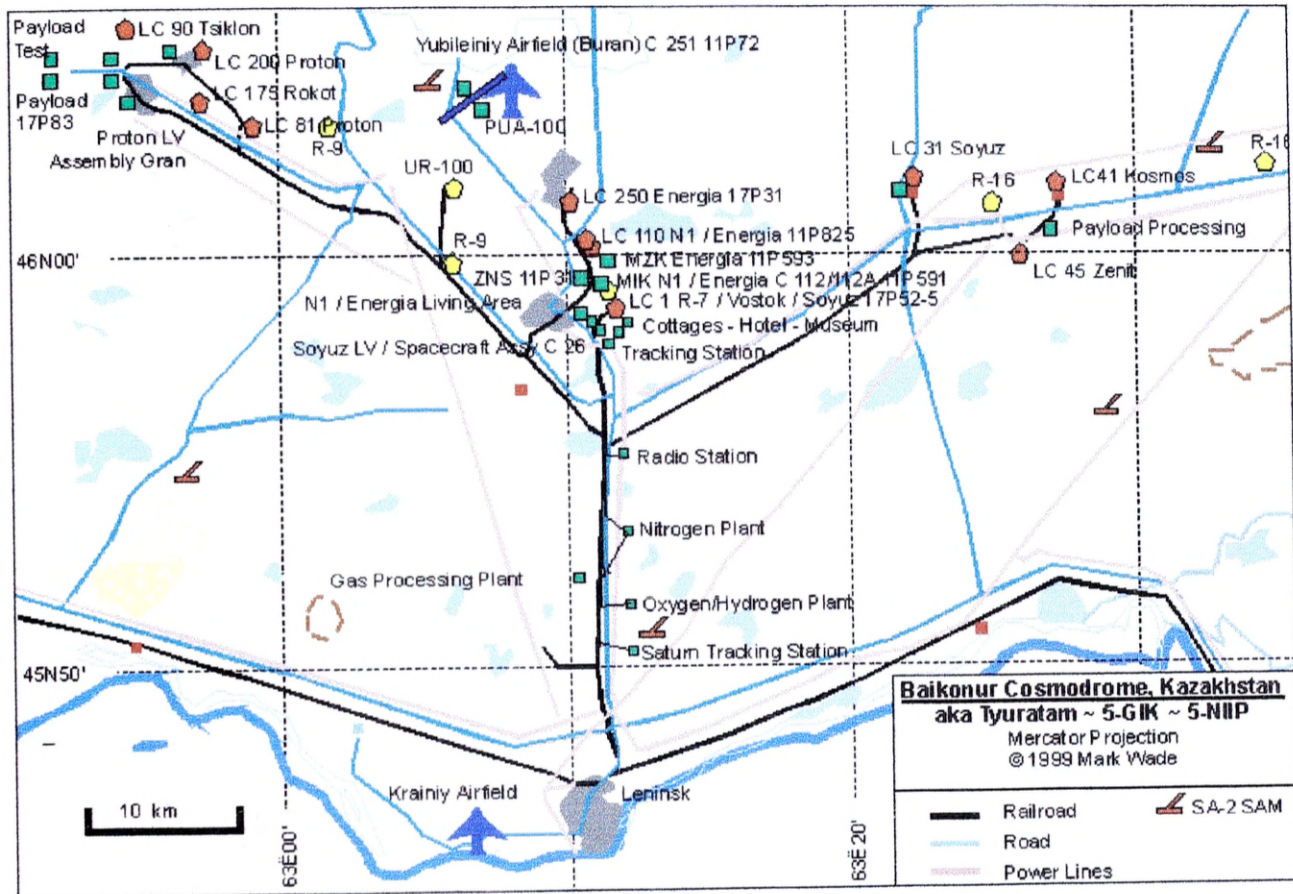 Payload
Test
LC 90 Tsiklon
LC 200 Proton
Payload
17P83
LC 175 Rokot
LC 81 Proton
Proton LV
Assembly Gran
R-9
Yubileiniy Airfield (Buran) C 251 11P72
PUA-100
UR-100
R-9
LC 250 Energia 17P31
LC 31 Soyuz
R-16
LC41 Kosmos
R-16
Payload Processing
LC 45 Zenit
46N00'
LC 110 N1 / Energia 11P825
MZK Energia 11P593
ZNS 11P3
MIK N1 / Energia C 112/112A 11P591
N1 / Energia Living Area
LC 1 R-7 / Vostok / Soyuz 17P52-5
Cottages - Hotel - Museum
Soyuz LV / Spacecraft Assy C 26
Tracking Station
Radio Station
Nitrogen Plant
Gas Processing Plant
Oxygen/Hydrogen Plant
Saturn Tracking Station
45N50'
Krainiy Airfield
Leninsk
10 km
63E00'
63E20'
Baikonur Cosmodrome, Kazakhstan
aka Tyuratam ~ 5-GIK ~ 5-NIIP
Mercator Projection
© 1999 Mark Wade
Railroad
SA-2 SAM
Road
Power Lines